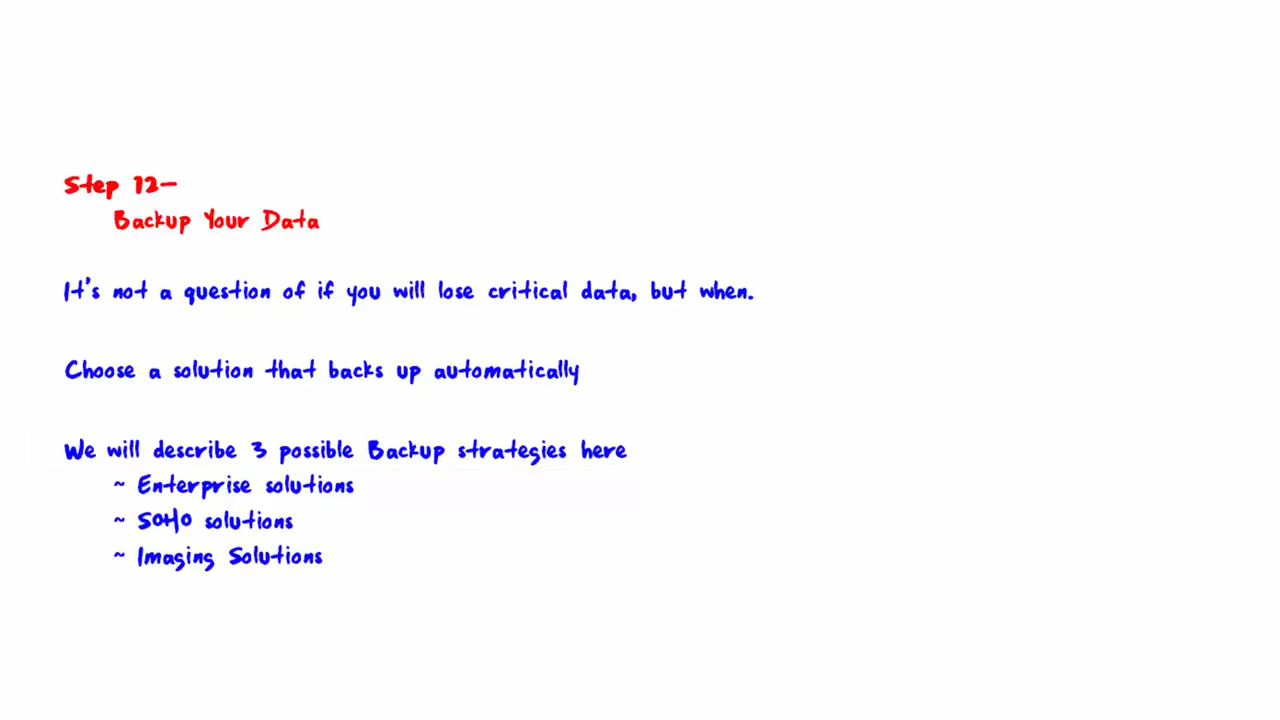 Step 12-
Backup Your Data
It's not a question of if you will lose critical data, but when.
Choose a solution that backs up automatically
We will describe 3 possible Backup strategies here
~ Enterprise solutions
~ SOHO solutions
~ Imaging Solutions